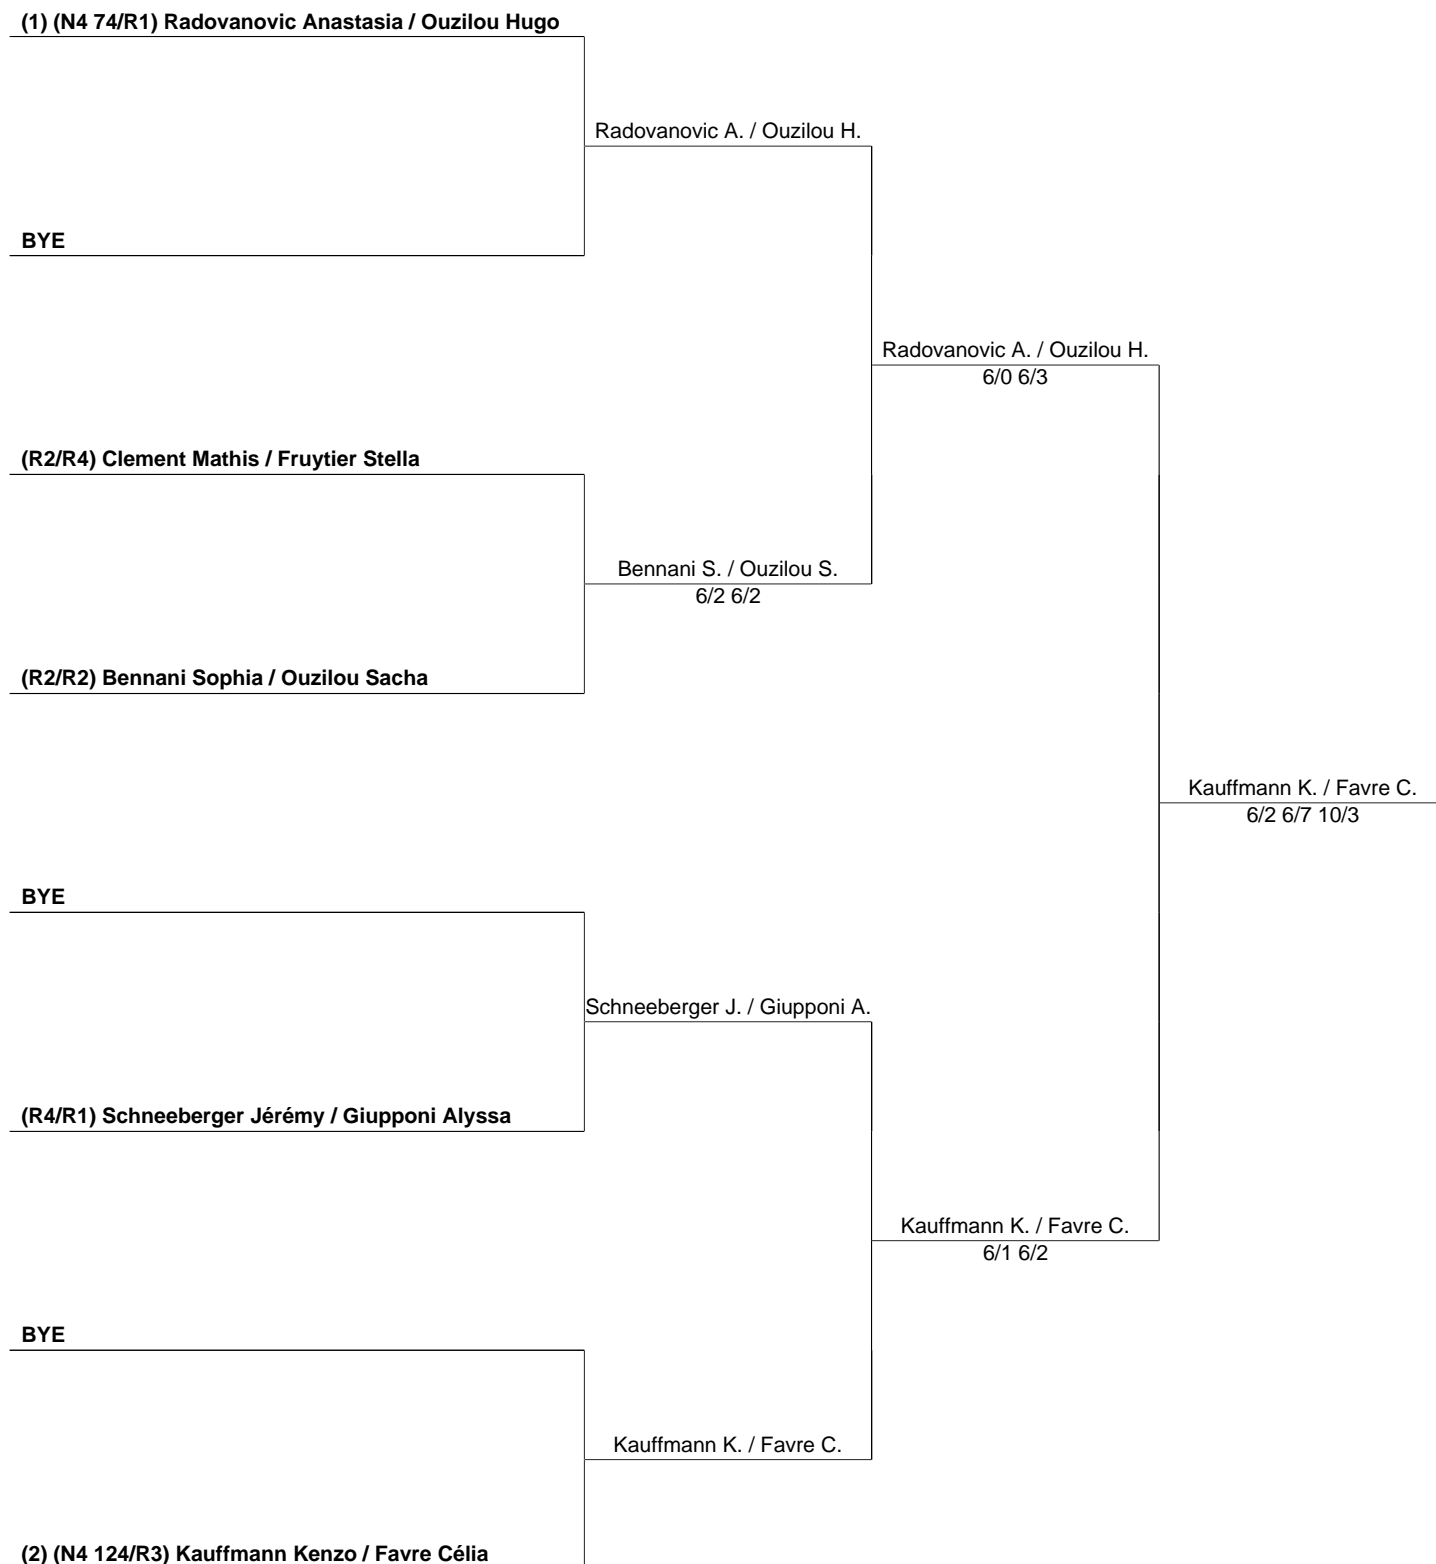 (1) (N4 74/R1) Radovanovic Anastasia / Ouzilou Hugo
Radovanovic A. / Ouzilou H.
BYE
Radovanovic A. / Ouzilou H.
6/0 6/3
(R2/R4) Clement Mathis / Fruytier Stella
Bennani S. / Ouzilou S.
6/2 6/2
(R2/R2) Bennani Sophia / Ouzilou Sacha
Kauffmann K. / Favre C.
6/2 6/7 10/3
BYE
Schneeberger J. / Giupponi A.
(R4/R1) Schneeberger Jérémy / Giupponi Alyssa
Kauffmann K. / Favre C.
6/1 6/2
BYE
Kauffmann K. / Favre C.
(2) (N4 124/R3) Kauffmann Kenzo / Favre Célia